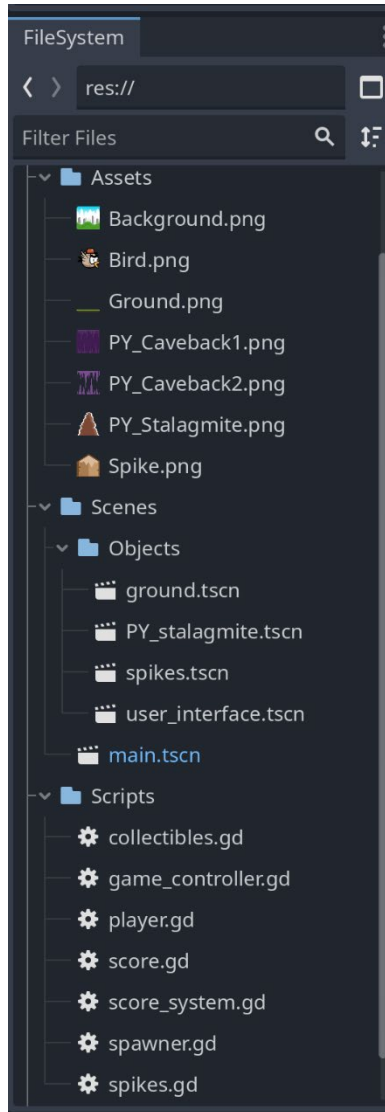 FileSystem
res://
Filter Files
Assets
Background.png
Bird.png
Ground.png
PY_Caveback1.png
PY_Caveback2.png
PY_Stalagmite.png
Spike.png
Scenes
Objects
ground.tscn
PY_stalagmite.tscn
spikes.tscn
user_interface.tscn
main.tscn
Scripts
collectibles.gd
game_controller.gd
player.gd
score.gd
score_system.gd
spawner.gd
spikes.gd